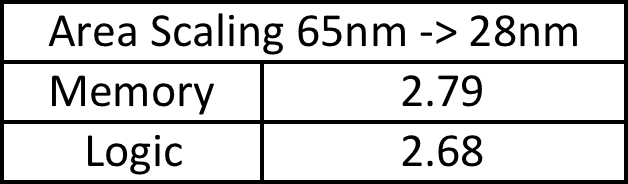 Area Scaling 65nm -> 28nm
Memory 2.79
Logic 2.68